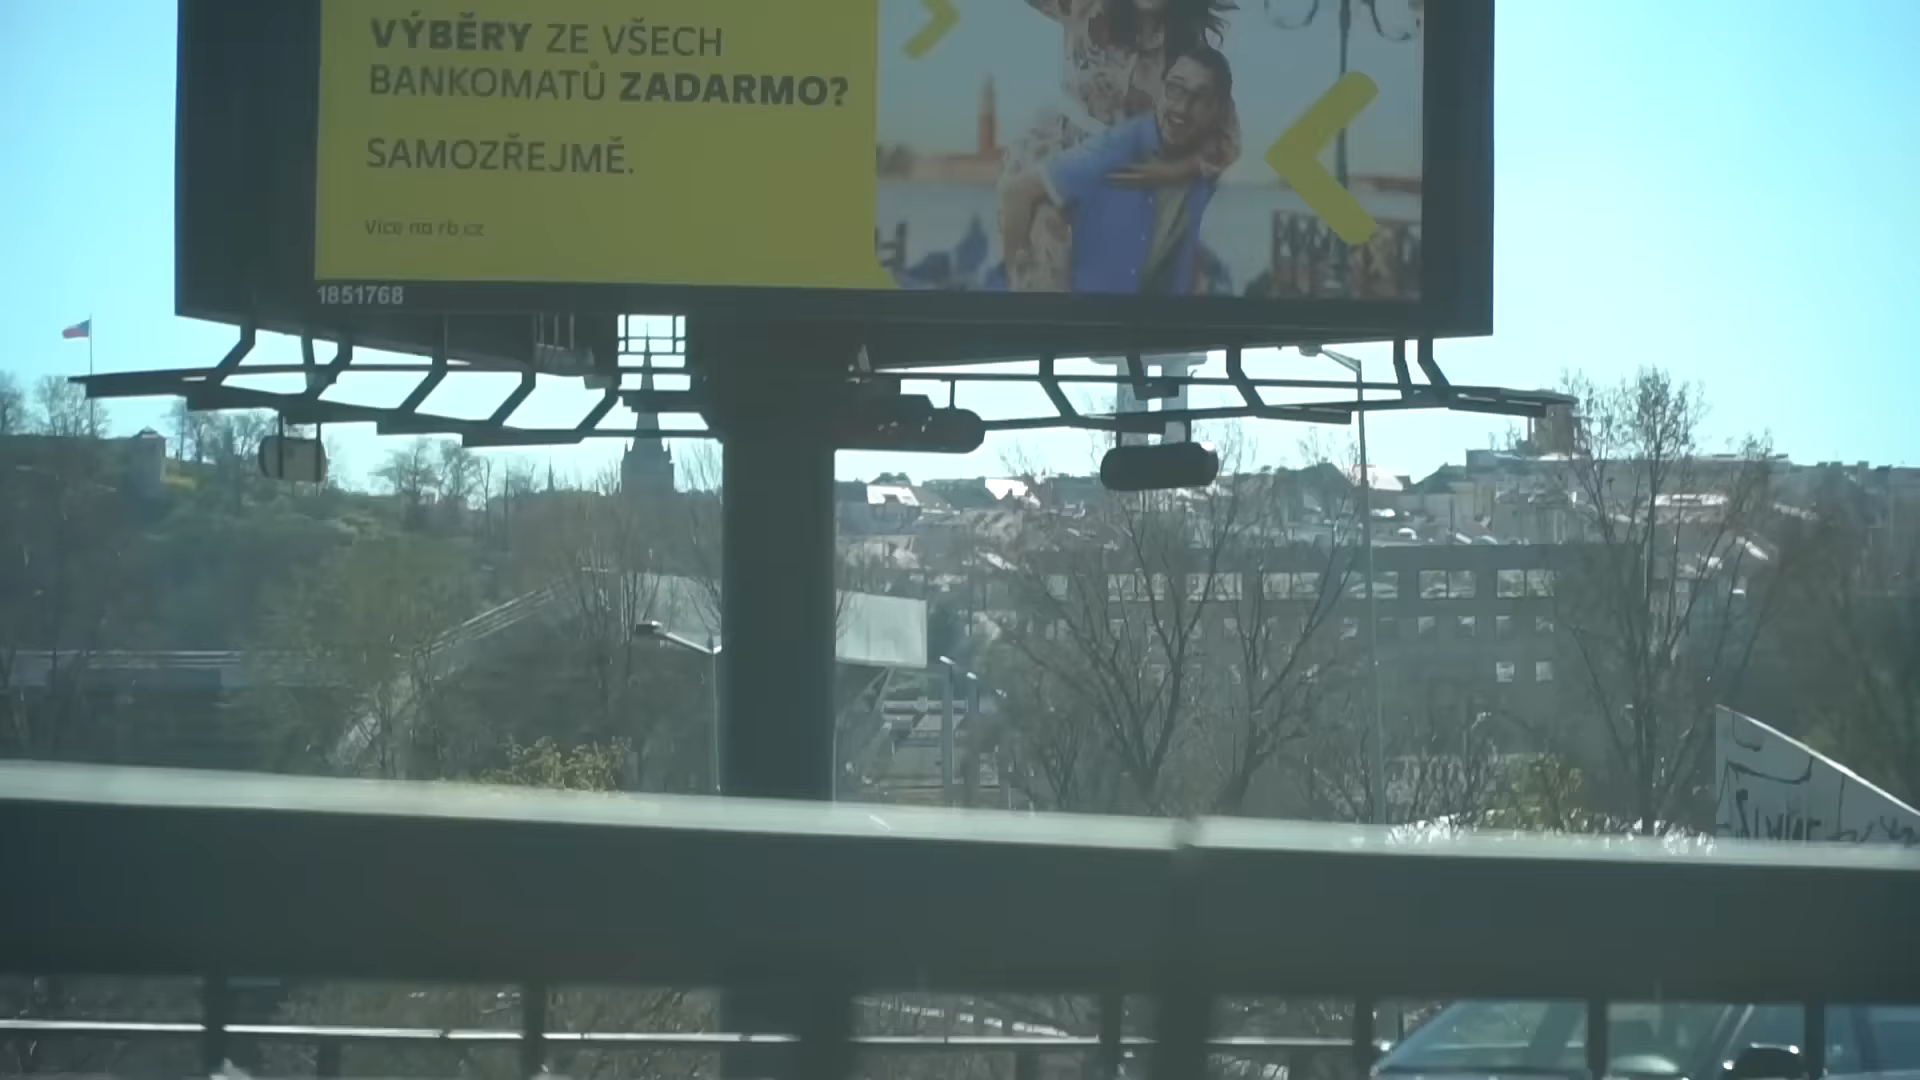 VÝBĚRY ZE VŠECH
BANKOMATŮ ZADARMO?
SAMOZŘEJMĚ.
Více na rb.cz
1851768